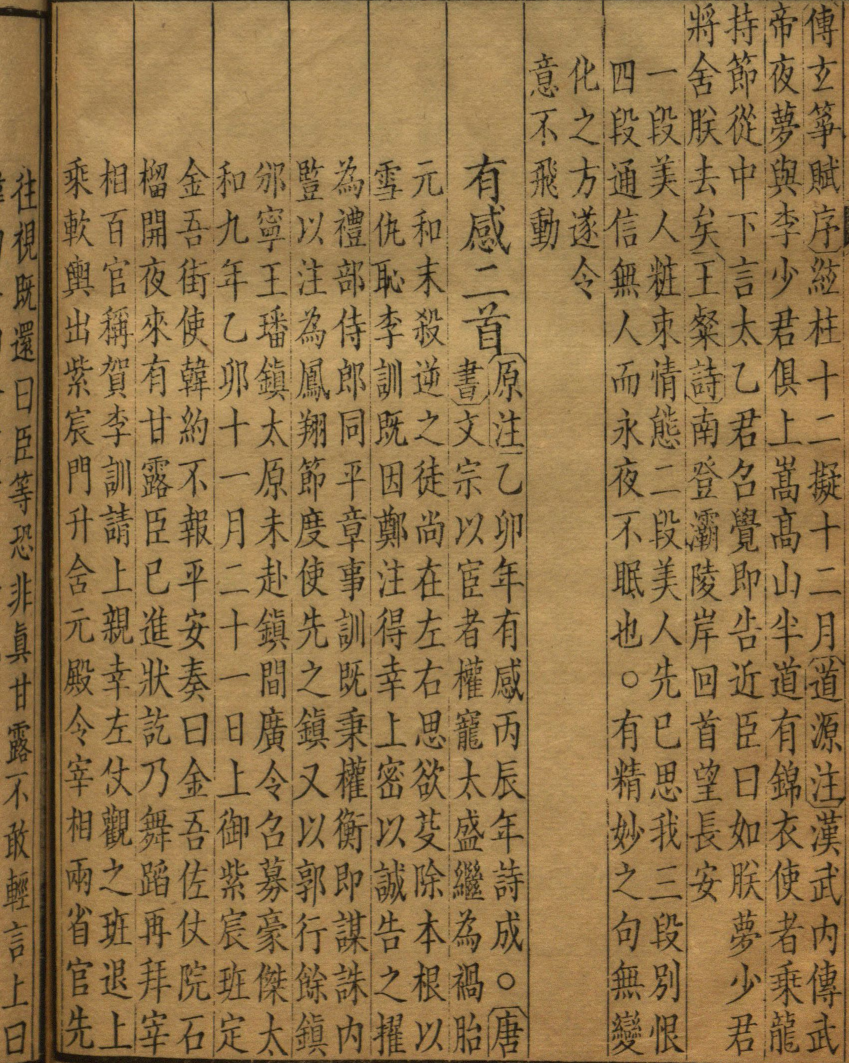 傳玄箏賦序絃柱十二擬十二月道源注漢武內傳武
帝夜夢與李少君俱上嵩高山半道有錦衣使者乘龍
持節從中下言太乙君召覺即告近臣曰如朕夢少君
將舍朕去矣王粲詩南登灞陵岸回首望長安
一段美人粧束情態二段美人先已思我三段別恨
四段通信無人而永夜不眠也○有精妙之句無變
化之方遂令
意不飛動
有感二首
原注乙卯年有感丙辰年詩成○唐
書文宗以宦者權寵太盛繼為禍胎
元和末殺逆之徒尚在左右思欲芟除本根以
雪仇恥李訓既因鄭注得幸上密以誠告之擢
為禮部侍郎同平章事訓既秉權衡即謀誅內
豎以注為鳳翔節度使先之鎮又以郭行餘鎮
邠寧王璠鎮太原未赴鎮間廣令召募豪傑太
和九年乙卯十一月二十一日上御紫宸班定
金吾街使韓約不報平安奏曰金吾佐仗院石
榴開夜來有甘露臣已進狀訖乃舞蹈再拜宰
相百官稱賀李訓請上親幸左仗觀之班退上
乘軟輿出紫宸門升含元殿令宰相兩省官先
往視既還曰臣等恐非真甘露不敢輕言上曰